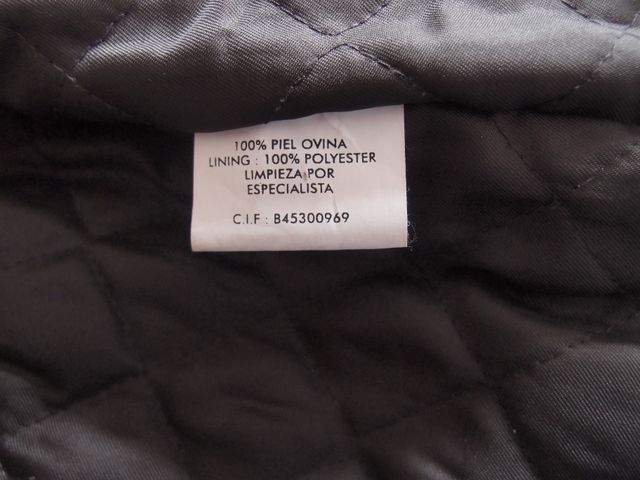 100% PIEL OVINA
LINING : 100% POLYESTER
LIMPIEZA POR
ESPECIALISTA
C.I.F : B45300969